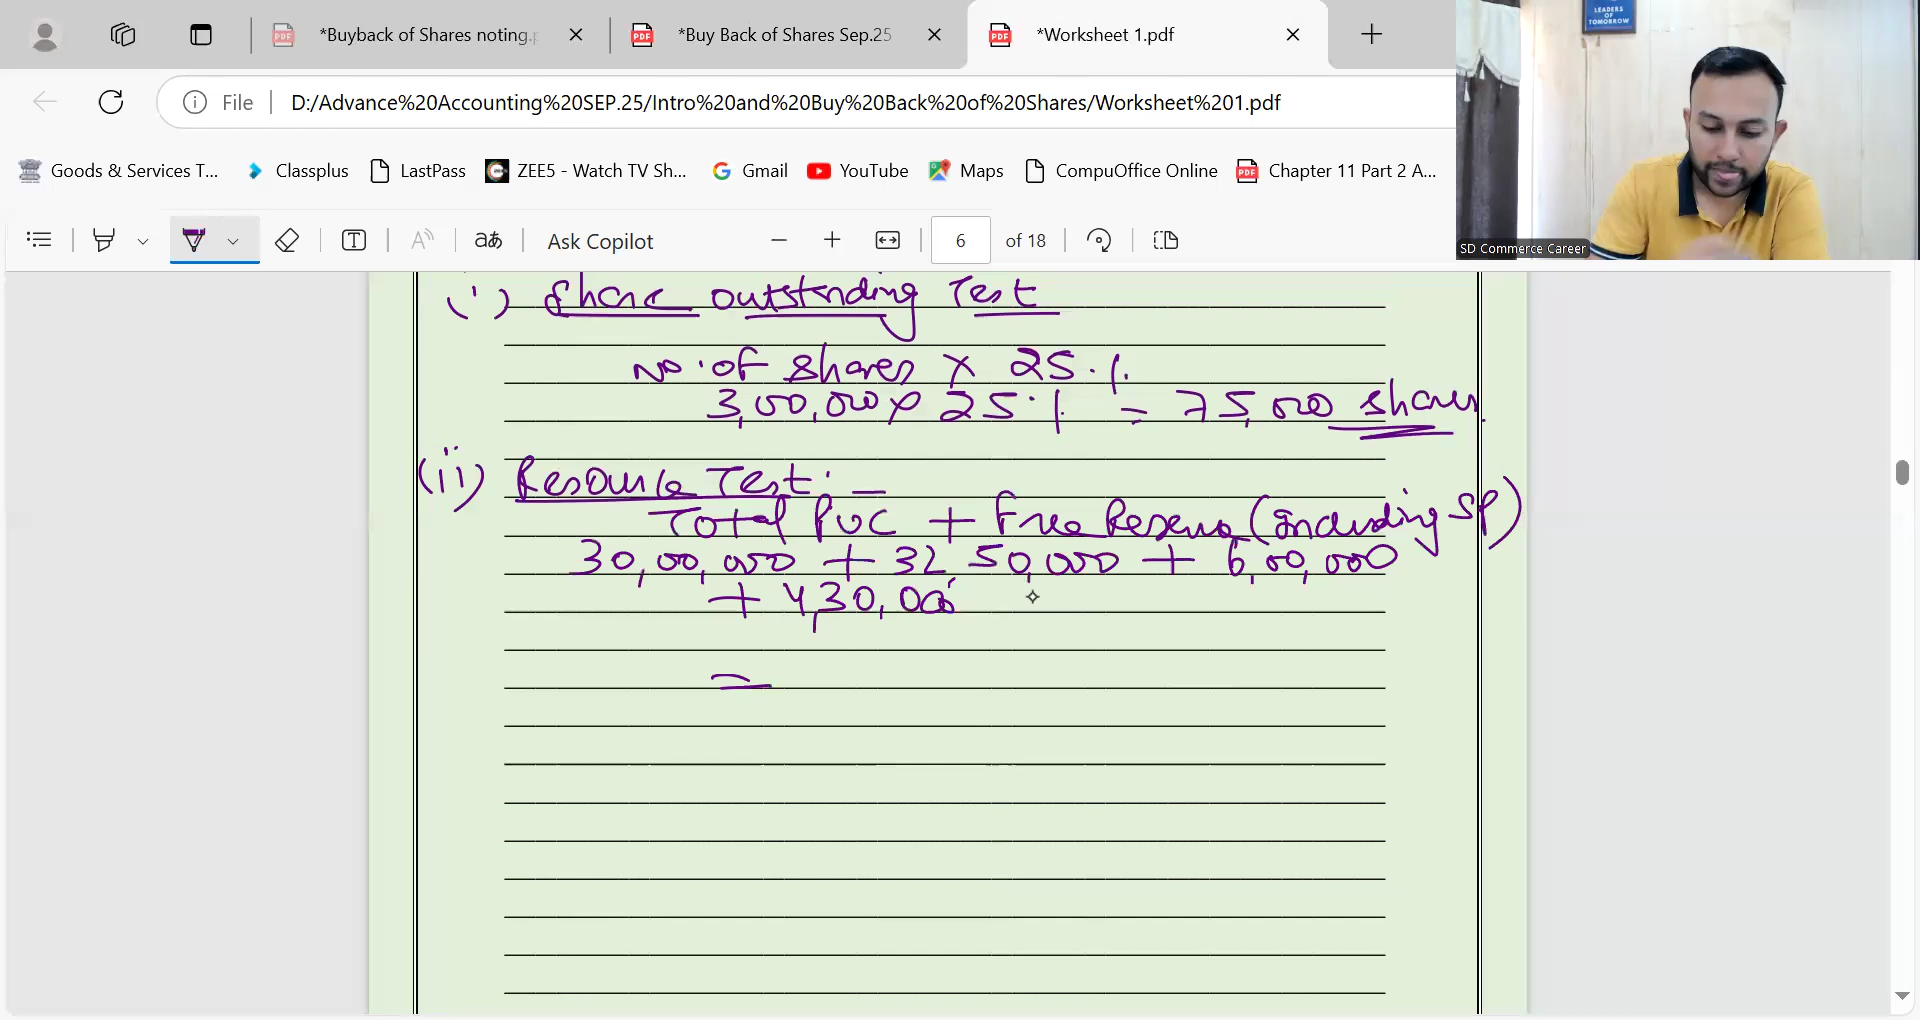 *Buyback of Shares noting.p
*Buy Back of Shares Sep.25
*Worksheet 1.pdf
LEADERS
OF
TOMORROW
File
D:/Advance%20Accounting%20SEP.25/Intro%20and%20Buy%20Back%20of%20Shares/Worksheet%201.pdf
Goods & Services T...
Classplus
LastPass
ZEE5 - Watch TV Sh...
Gmail
YouTube
Maps
CompuOffice Online
Chapter 11 Part 2 A...
Ask Copilot
6
of 18
SD Commerce Career
(i) Share outstanding Test
No. of shares x 25%
3,00,000 x 25% = 75,000 shares.
(ii) Resource Test: -
Total PUC + Free Reserve (including SP)
30,00,000 + 32,50,000 + 6,00,000
+ 4,30,000
=